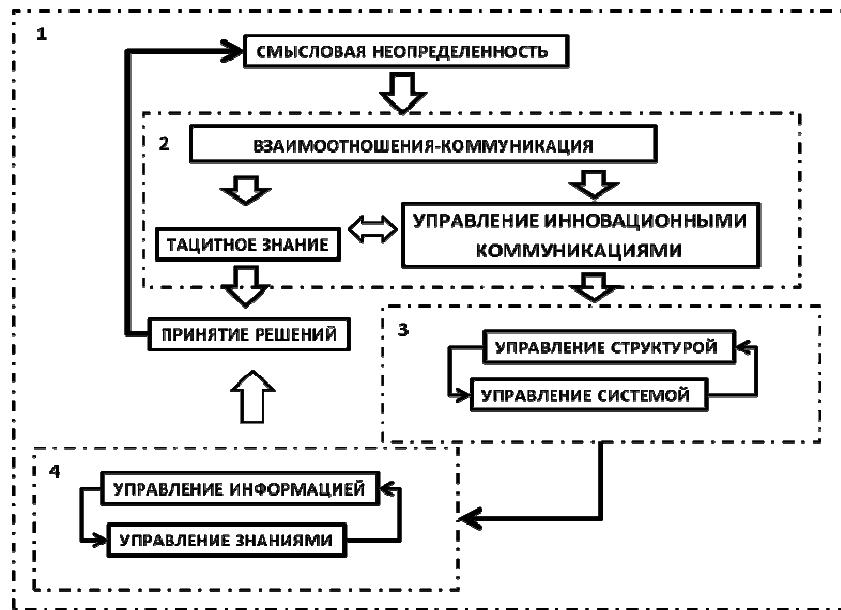 1
СМЫСЛОВАЯ НЕОПРЕДЕЛЕННОСТЬ
2
ВЗАИМООТНОШЕНИЯ-КОММУНИКАЦИЯ
ТАЦИТНОЕ ЗНАНИЕ
УПРАВЛЕНИЕ ИННОВАЦИОННЫМИ
КОММУНИКАЦИЯМИ
ПРИНЯТИЕ РЕШЕНИЙ
3
УПРАВЛЕНИЕ СТРУКТУРОЙ
УПРАВЛЕНИЕ СИСТЕМОЙ
4
УПРАВЛЕНИЕ ИНФОРМАЦИЕЙ
УПРАВЛЕНИЕ ЗНАНИЯМИ